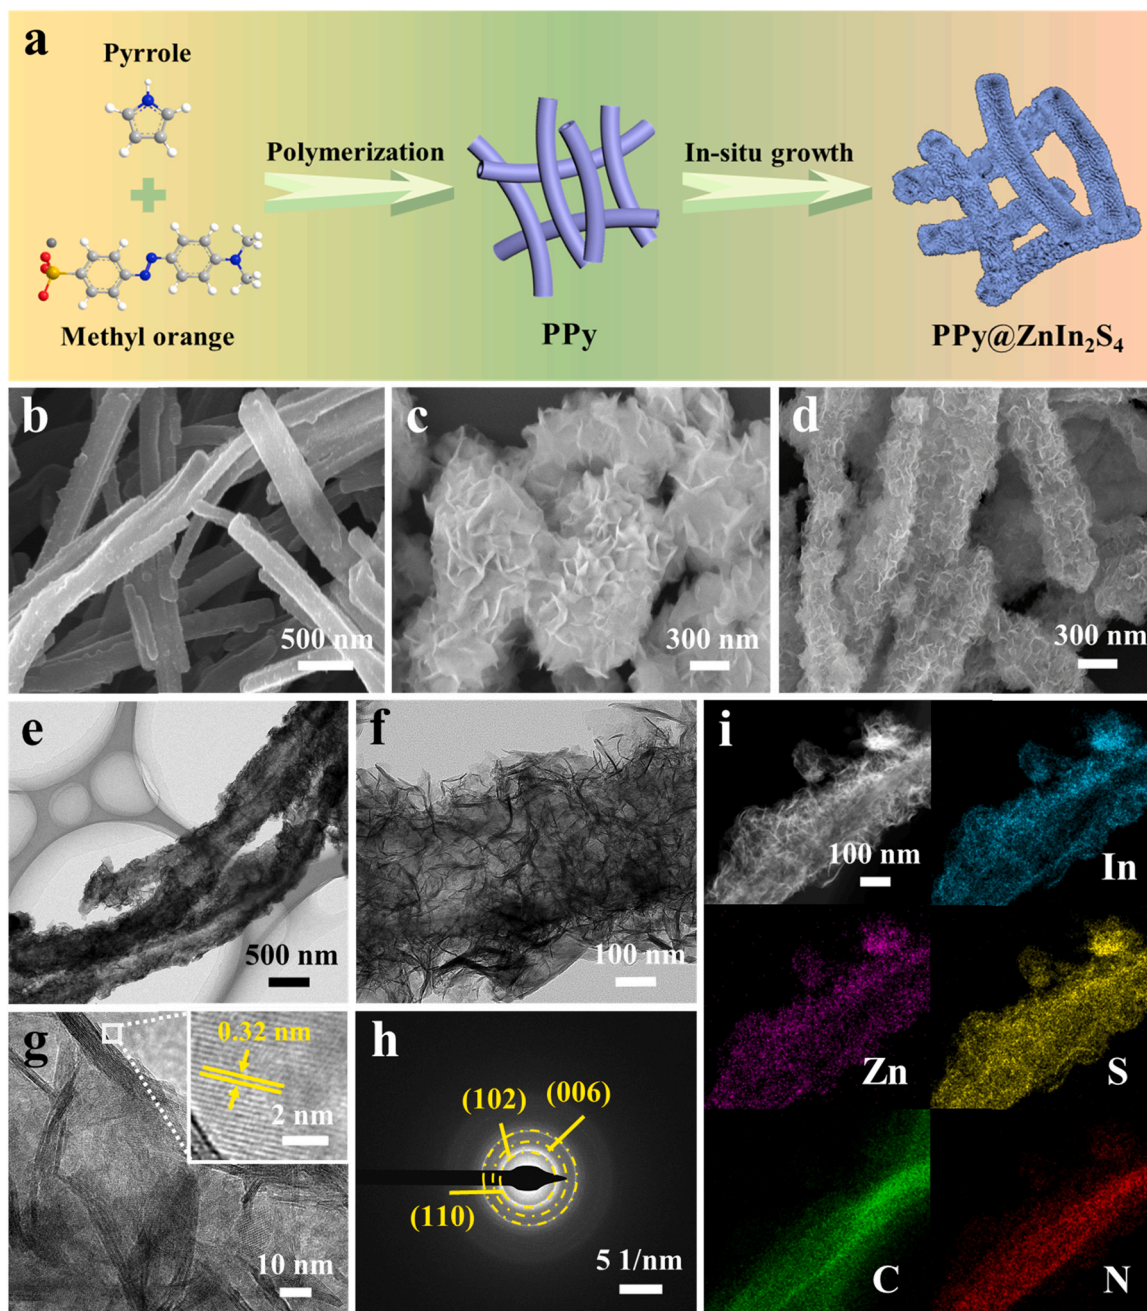 a
Pyrrole
Methyl orange
Polymerization
PPy
In-situ growth
PPy@ZnIn₂S₄
b
500 nm
c
300 nm
d
300 nm
e
500 nm
f
100 nm
g
0.32 nm
2 nm
10 nm
h
(102)
(006)
(110)
5 1/nm
i
100 nm
In
Zn
S
C
N